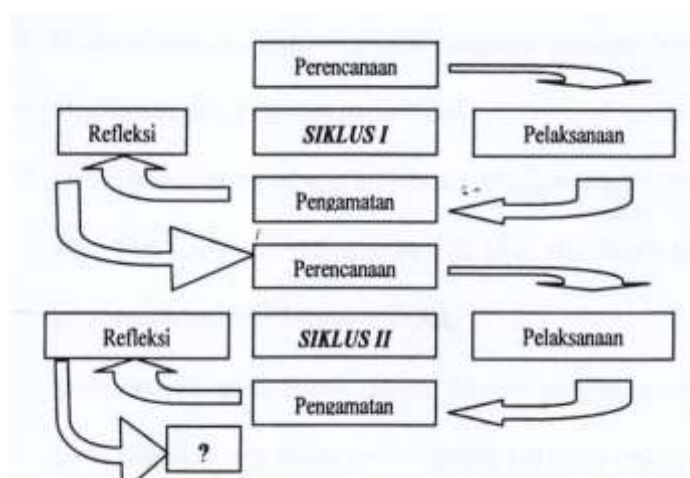 Perencanaan
Refleksi
SIKLUS I
Pelaksanaan
Pengamatan
Perencanaan
Refleksi
SIKLUS II
Pelaksanaan
Pengamatan
?